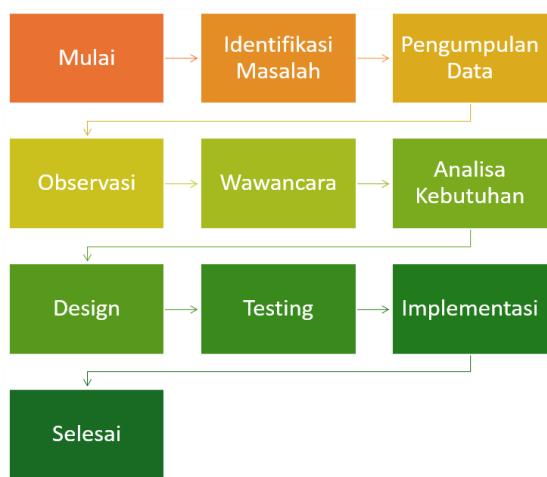 Mulai
Identifikasi
Masalah
Pengumpulan
Data
Observasi
Wawancara
Analisa
Kebutuhan
Design
Testing
Implementasi
Selesai